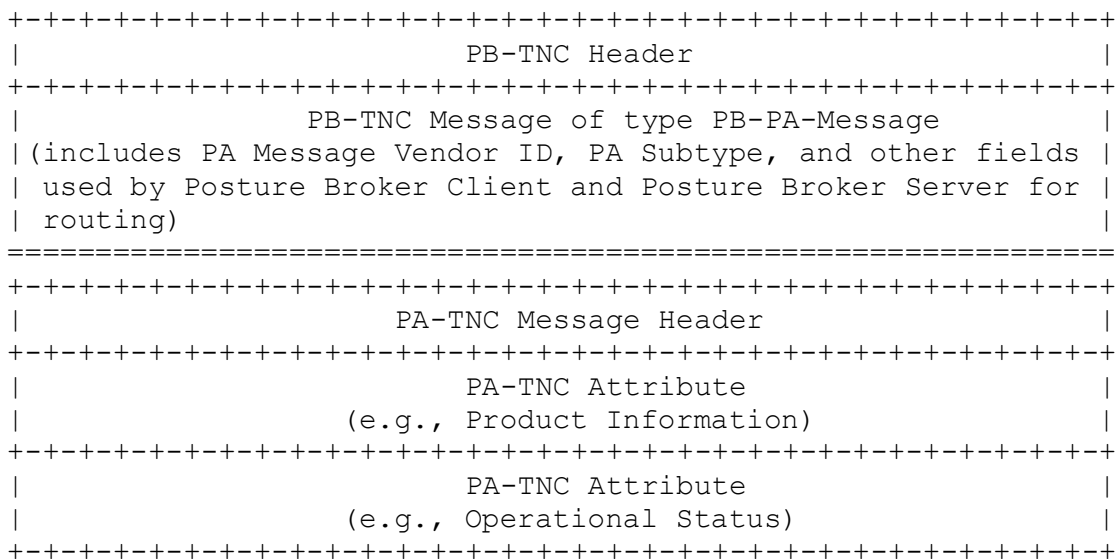 +-+-+-+-+-+-+-+-+-+-+-+-+-+-+-+-+-+-+-+-+-+-+-+-+-+-+-+-+-+-+-+
|                         PB-TNC Header                       |
+-+-+-+-+-+-+-+-+-+-+-+-+-+-+-+-+-+-+-+-+-+-+-+-+-+-+-+-+-+-+-+
|                PB-TNC Message of type PB-PA-Message         |
|(includes PA Message Vendor ID, PA Subtype, and other fields |
| used by Posture Broker Client and Posture Broker Server for |
| routing)                                                    |
===============================================================
+-+-+-+-+-+-+-+-+-+-+-+-+-+-+-+-+-+-+-+-+-+-+-+-+-+-+-+-+-+-+-+
|                     PA-TNC Message Header                   |
+-+-+-+-+-+-+-+-+-+-+-+-+-+-+-+-+-+-+-+-+-+-+-+-+-+-+-+-+-+-+-+
|                         PA-TNC Attribute                    |
|                  (e.g., Product Information)                |
+-+-+-+-+-+-+-+-+-+-+-+-+-+-+-+-+-+-+-+-+-+-+-+-+-+-+-+-+-+-+-+
|                         PA-TNC Attribute                    |
|                  (e.g., Operational Status)                 |
+-+-+-+-+-+-+-+-+-+-+-+-+-+-+-+-+-+-+-+-+-+-+-+-+-+-+-+-+-+-+-+